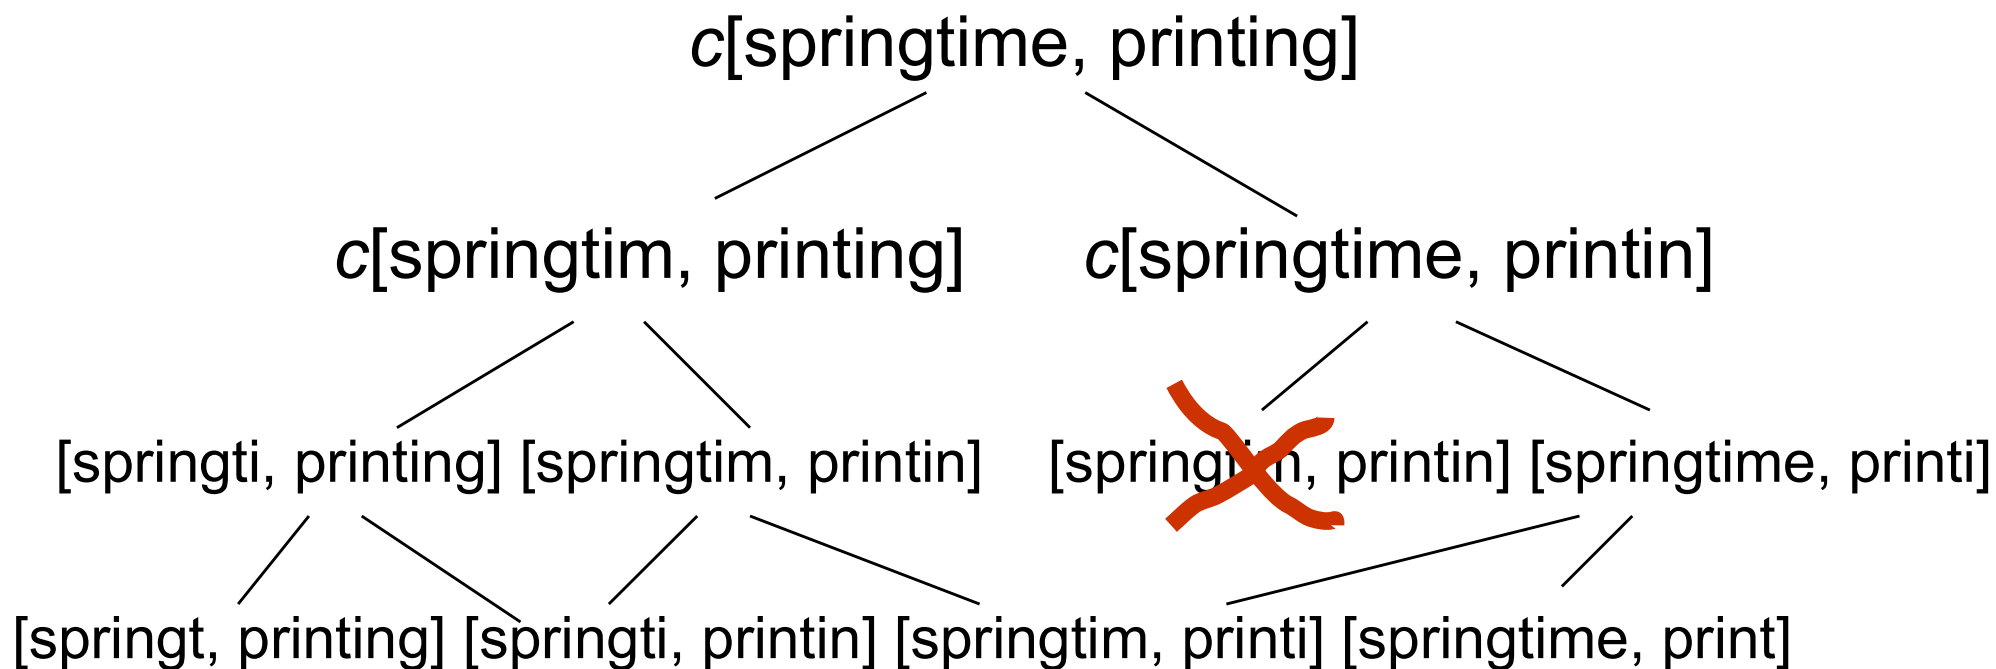 c[springtime, printing]
c[springtim, printing] c[springtime, printin]
[springti, printing] [springtim, printin] [springtim, printin] [springtime, printi]
[springt, printing] [springti, printin] [springtim, printi] [springtime, print]